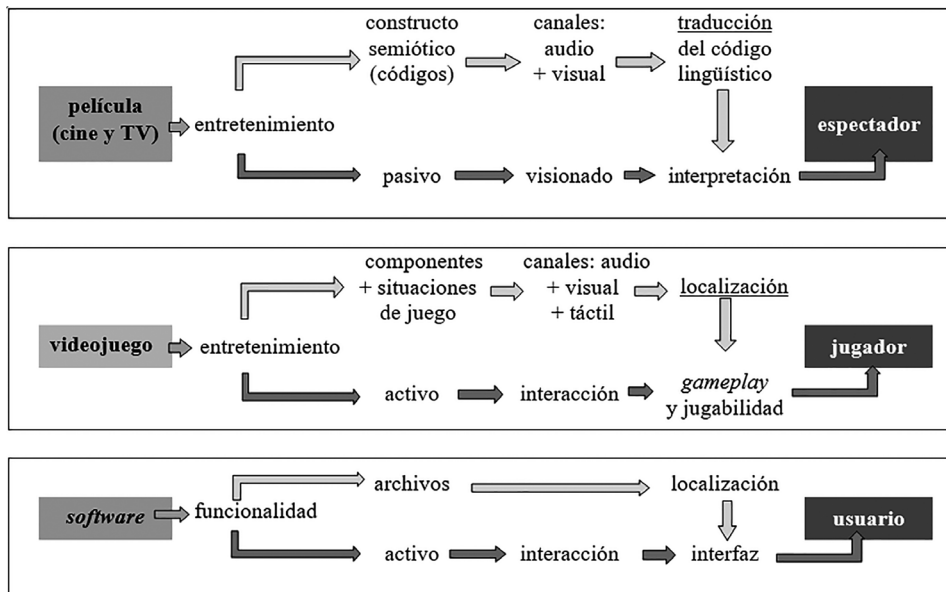 constructo
semiótico
(códigos)
canales:
audio
+ visual
traducción
del código
lingüístico
película
(cine y TV)
entretenimiento
espectador
pasivo
visionado
interpretación
componentes
+ situaciones
de juego
canales: audio
+ visual
+ táctil
localización
videojuego
entretenimiento
jugador
activo
interacción
gameplay
y jugabilidad
archivos
localización
software
funcionalidad
usuario
activo
interacción
interfaz